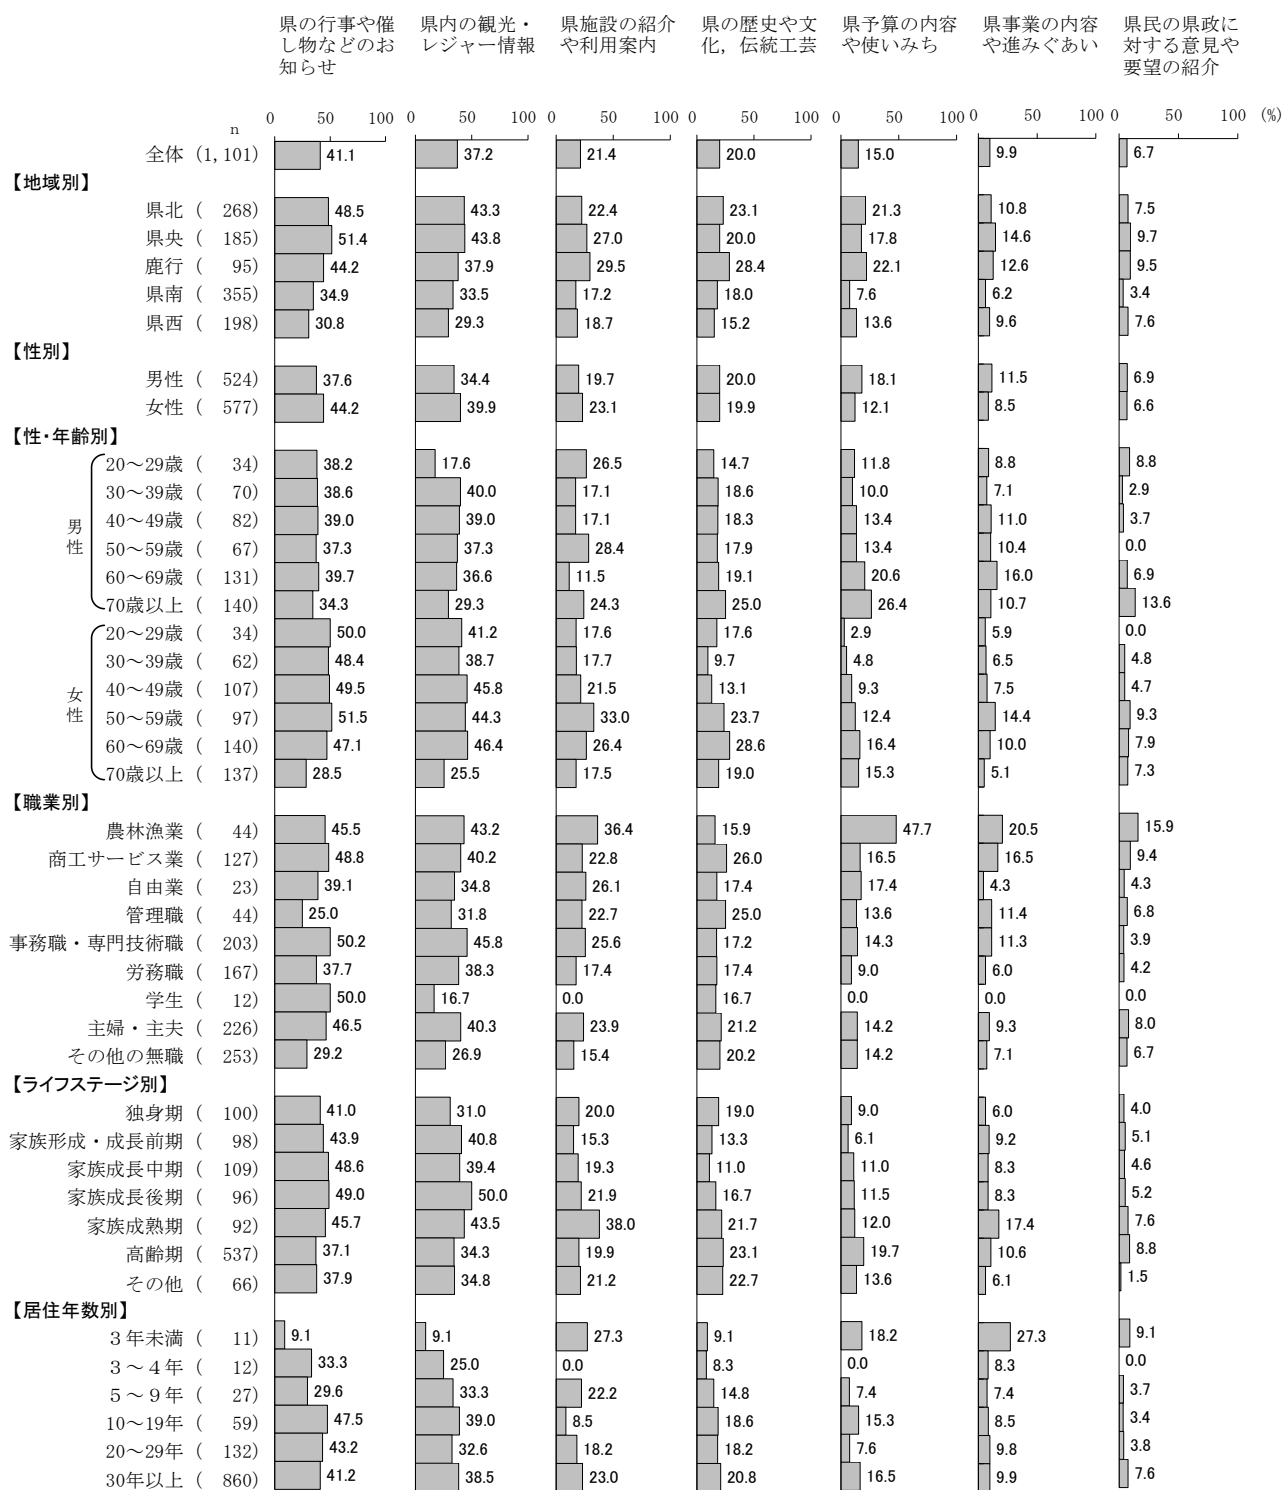 県の行事や催し物などのお知らせ 県内の観光・レジャー情報 県施設の紹介や利用案内 県の歴史や文化，伝統工芸 県予算の内容や使いみち 県事業の内容や進みぐあい 県民の県政に対する意見や要望の紹介
n 0 50 100 0 50 100 0 50 100 0 50 100 0 50 100 0 50 100 0 50 100 (%)
全体 (1,101) 41.1 37.2 21.4 20.0 15.0 9.9 6.7
【地域別】
県北 ( 268) 48.5 43.3 22.4 23.1 21.3 10.8 7.5
県央 ( 185) 51.4 43.8 27.0 20.0 17.8 14.6 9.7
鹿行 ( 95) 44.2 37.9 29.5 28.4 22.1 12.6 9.5
県南 ( 355) 34.9 33.5 17.2 18.0 7.6 6.2 3.4
県西 ( 198) 30.8 29.3 18.7 15.2 13.6 9.6 7.6
【性別】
男性 ( 524) 37.6 34.4 19.7 20.0 18.1 11.5 6.9
女性 ( 577) 44.2 39.9 23.1 19.9 12.1 8.5 6.6
【性・年齢別】
男性
20～29歳 ( 34) 38.2 17.6 26.5 14.7 11.8 8.8 8.8
30～39歳 ( 70) 38.6 40.0 17.1 18.6 10.0 7.1 2.9
40～49歳 ( 82) 39.0 39.0 17.1 18.3 13.4 11.0 3.7
50～59歳 ( 67) 37.3 37.3 28.4 17.9 13.4 10.4 0.0
60～69歳 ( 131) 39.7 36.6 11.5 19.1 20.6 16.0 6.9
70歳以上 ( 140) 34.3 29.3 24.3 25.0 26.4 10.7 13.6
女性
20～29歳 ( 34) 50.0 41.2 17.6 17.6 2.9 5.9 0.0
30～39歳 ( 62) 48.4 38.7 17.7 9.7 4.8 6.5 4.8
40～49歳 ( 107) 49.5 45.8 21.5 13.1 9.3 7.5 4.7
50～59歳 ( 97) 51.5 44.3 33.0 23.7 12.4 14.4 9.3
60～69歳 ( 140) 47.1 46.4 26.4 28.6 16.4 10.0 7.9
70歳以上 ( 137) 28.5 25.5 17.5 19.0 15.3 5.1 7.3
【職業別】
農林漁業 ( 44) 45.5 43.2 36.4 15.9 47.7 20.5 15.9
商工サービス業 ( 127) 48.8 40.2 22.8 26.0 16.5 16.5 9.4
自由業 ( 23) 39.1 34.8 26.1 17.4 17.4 4.3 4.3
管理職 ( 44) 25.0 31.8 22.7 25.0 13.6 11.4 6.8
事務職・専門技術職 ( 203) 50.2 45.8 25.6 17.2 14.3 11.3 3.9
労務職 ( 167) 37.7 38.3 17.4 17.4 9.0 6.0 4.2
学生 ( 12) 50.0 16.7 0.0 16.7 0.0 0.0 0.0
主婦・主夫 ( 226) 46.5 40.3 23.9 21.2 14.2 9.3 8.0
その他の無職 ( 253) 29.2 26.9 15.4 20.2 14.2 7.1 6.7
【ライフステージ別】
独身期 ( 100) 41.0 31.0 20.0 19.0 9.0 6.0 4.0
家族形成・成長前期 ( 98) 43.9 40.8 15.3 13.3 6.1 9.2 5.1
家族成長中期 ( 109) 48.6 39.4 19.3 11.0 11.0 8.3 4.6
家族成長後期 ( 96) 49.0 50.0 21.9 16.7 11.5 8.3 5.2
家族成熟期 ( 92) 45.7 43.5 38.0 21.7 12.0 17.4 7.6
高齢期 ( 537) 37.1 34.3 19.9 23.1 19.7 10.6 8.8
その他 ( 66) 37.9 34.8 21.2 22.7 13.6 6.1 1.5
【居住年数別】
３年未満 ( 11) 9.1 9.1 27.3 9.1 18.2 27.3 9.1
３～４年 ( 12) 33.3 25.0 0.0 8.3 0.0 8.3 0.0
５～９年 ( 27) 29.6 33.3 22.2 14.8 7.4 7.4 3.7
10～19年 ( 59) 47.5 39.0 8.5 18.6 15.3 8.5 3.4
20～29年 ( 132) 43.2 32.6 18.2 18.2 7.6 9.8 3.8
30年以上 ( 860) 41.2 38.5 23.0 20.8 16.5 9.9 7.6